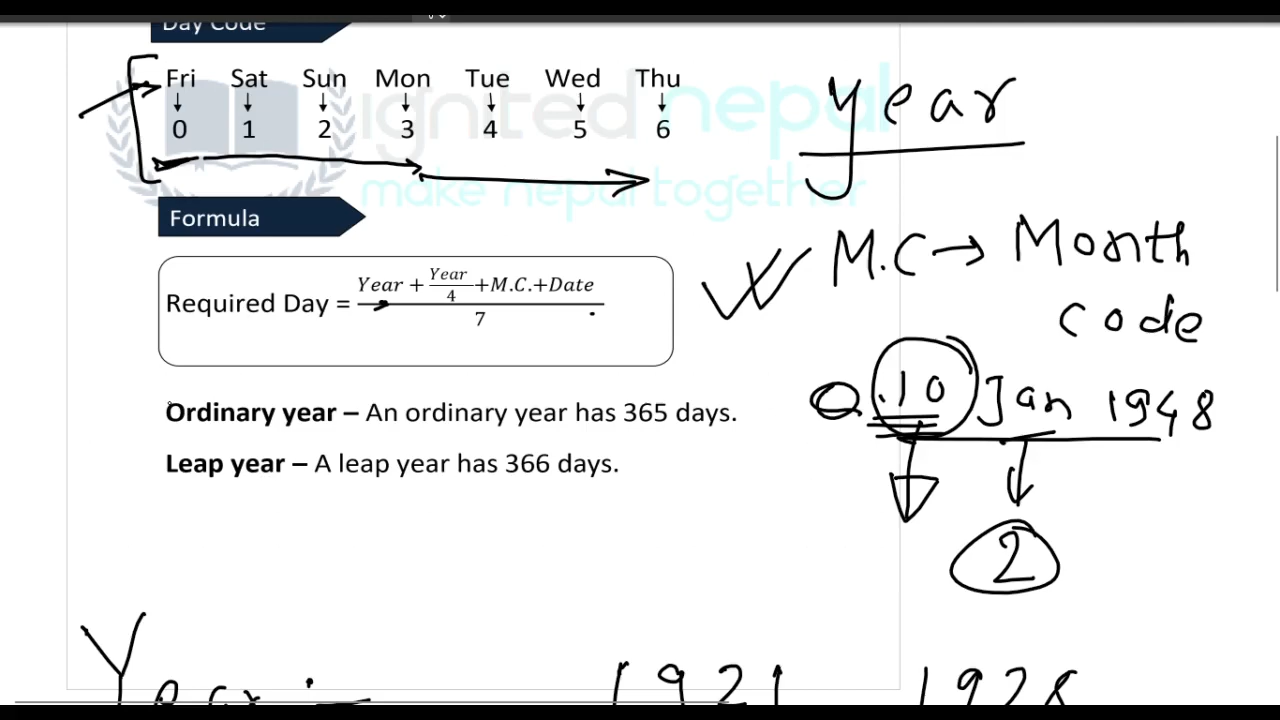 Day Code
Fri Sat Sun Mon Tue Wed Thu
0 1 2 3 4 5 6
ignited nepal
make nepal together
Year
Formula
M.C → Month
code
Required Day = Year + Year/4 + M.C. + Date / 7
Q .10 Jan 1948
Ordinary year – An ordinary year has 365 days.
Leap year – A leap year has 366 days.
2
Year :- 1921 1928